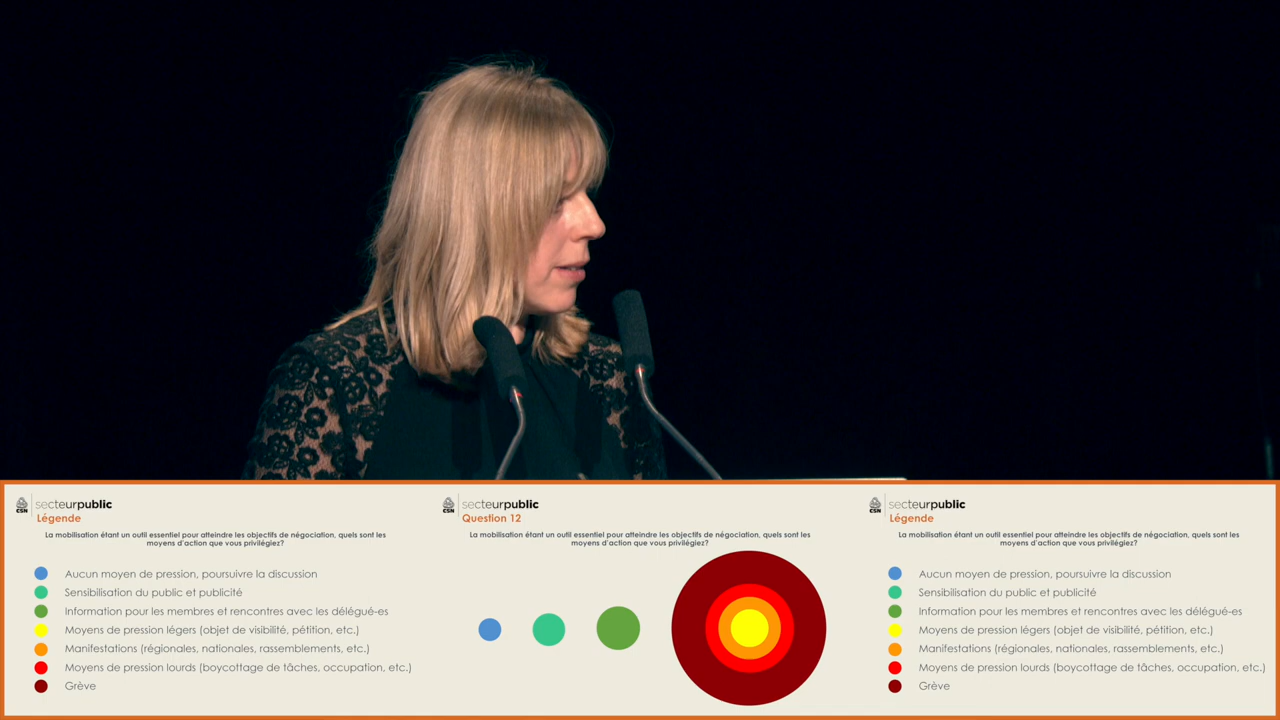 CSN
secteurpublic
Légende
La mobilisation étant un outil essentiel pour atteindre les objectifs de négociation, quels sont les
moyens d'action que vous privilégiez?
Aucun moyen de pression, poursuivre la discussion
Sensibilisation du public et publicité
Information pour les membres et rencontres avec les délégué-es
Moyens de pression légers (objet de visibilité, pétition, etc.)
Manifestations (régionales, nationales, rassemblements, etc.)
Moyens de pression lourds (boycottage de tâches, occupation, etc.)
Grève
CSN
secteurpublic
Question 12
La mobilisation étant un outil essentiel pour atteindre les objectifs de négociation, quels sont les
moyens d'action que vous privilégiez?
CSN
secteurpublic
Légende
La mobilisation étant un outil essentiel pour atteindre les objectifs de négociation, quels sont les
moyens d'action que vous privilégiez?
Aucun moyen de pression, poursuivre la discussion
Sensibilisation du public et publicité
Information pour les membres et rencontres avec les délégué-es
Moyens de pression légers (objet de visibilité, pétition, etc.)
Manifestations (régionales, nationales, rassemblements, etc.)
Moyens de pression lourds (boycottage de tâches, occupation, etc.)
Grève